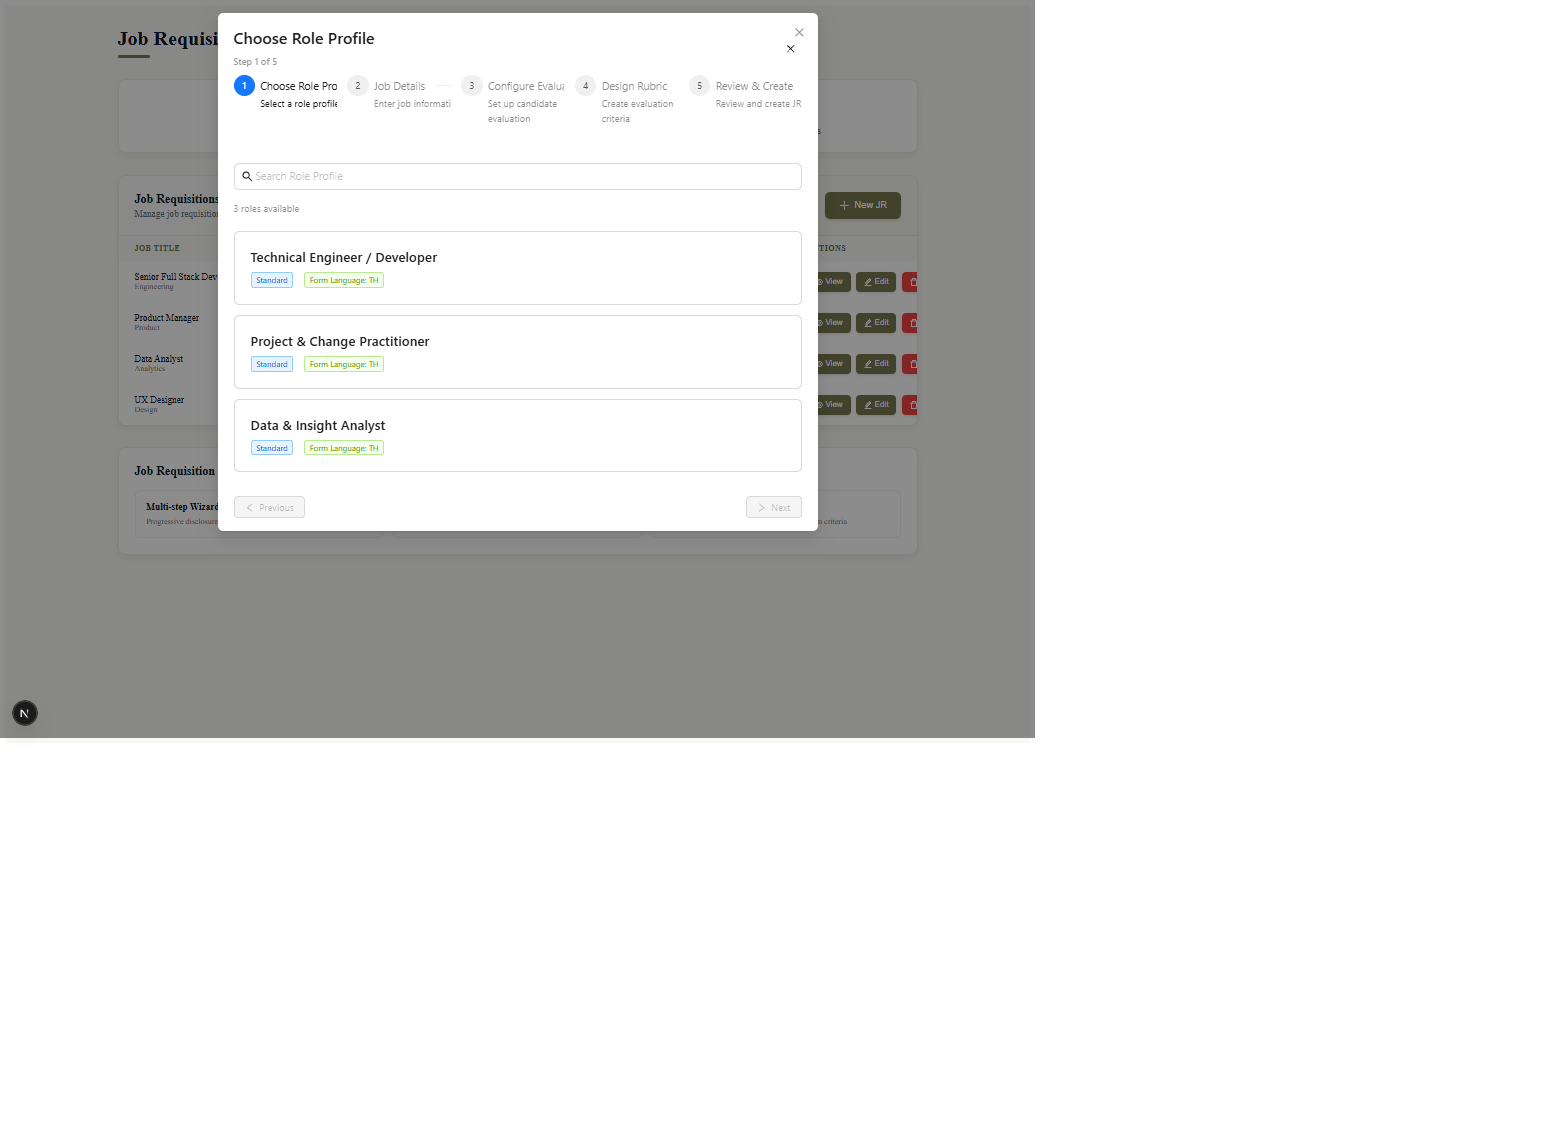 Job Requisi
Choose Role Profile
Step 1 of 5
1 Choose Role Pro
Select a role profile
2 Job Details
Enter job informati
3 Configure Evalu
Set up candidate
evaluation
4 Design Rubric
Create evaluation
criteria
5 Review & Create
Review and create JR
Search Role Profile
3 roles available
Technical Engineer / Developer
Standard Form Language: TH
Project & Change Practitioner
Standard Form Language: TH
Data & Insight Analyst
Standard Form Language: TH
Previous Next
s
Job Requisitions
Manage job requisition
New JR
JOB TITLE TIONS
Senior Full Stack Dev
Engineering
View Edit
Product Manager
Product
View Edit
Data Analyst
Analytics
View Edit
UX Designer
Design
View Edit
Job Requisition
Multi-step Wizard
Progressive disclosure
n criteria
N